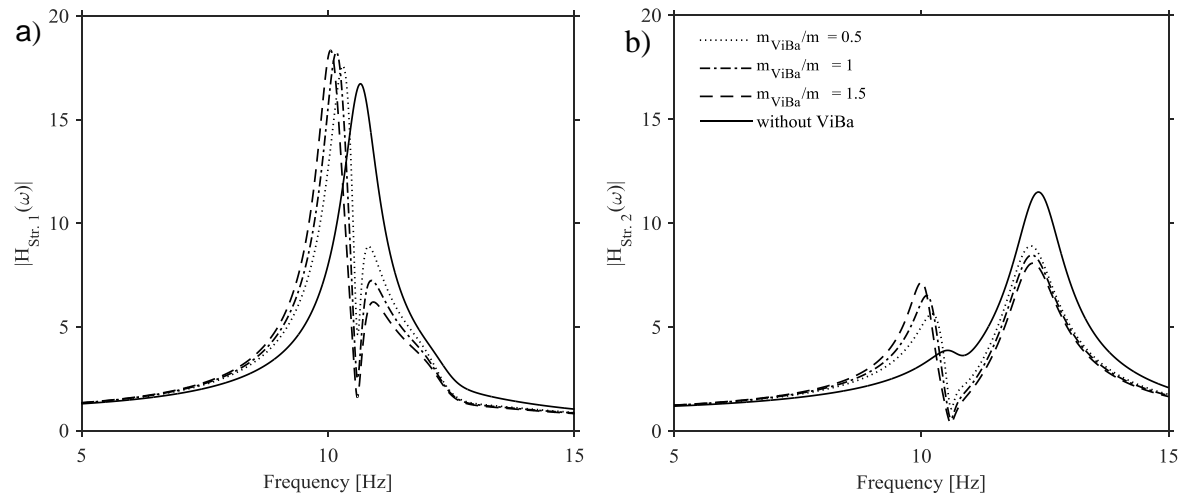 a)
20
15
10
5
0
5 10 15
Frequency [Hz]
|H_Str. 1(ω)|
b)
20
15
10
5
0
5 10 15
Frequency [Hz]
|H_Str. 2(ω)|
m_ViBa/m = 0.5
m_ViBa/m = 1
m_ViBa/m = 1.5
without ViBa